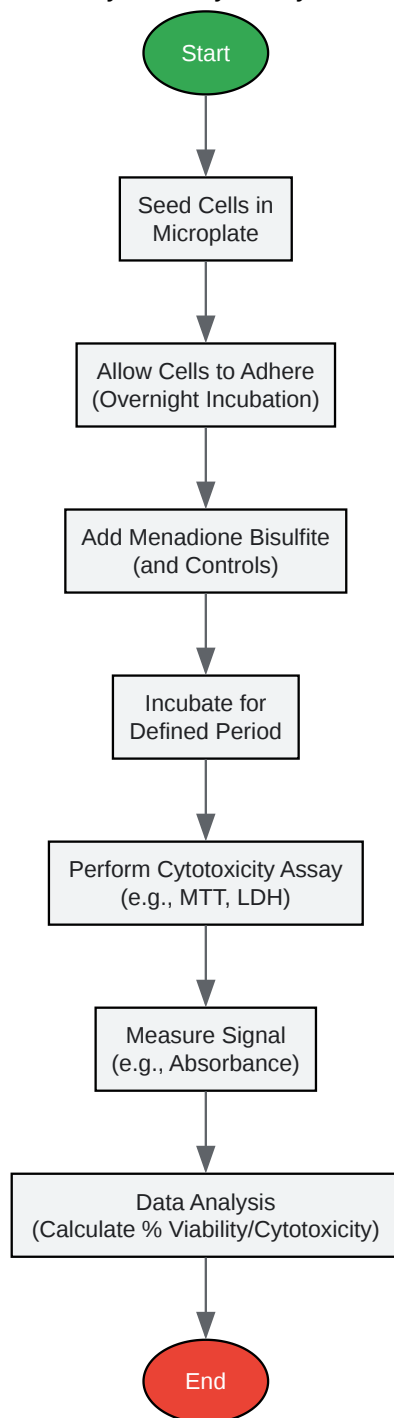 Start
Seed Cells in
Microplate
Allow Cells to Adhere
(Overnight Incubation)
Add Menadione Bisulfite
(and Controls)
Incubate for
Defined Period
Perform Cytotoxicity Assay
(e.g., MTT, LDH)
Measure Signal
(e.g., Absorbance)
Data Analysis
(Calculate % Viability/Cytotoxicity)
End